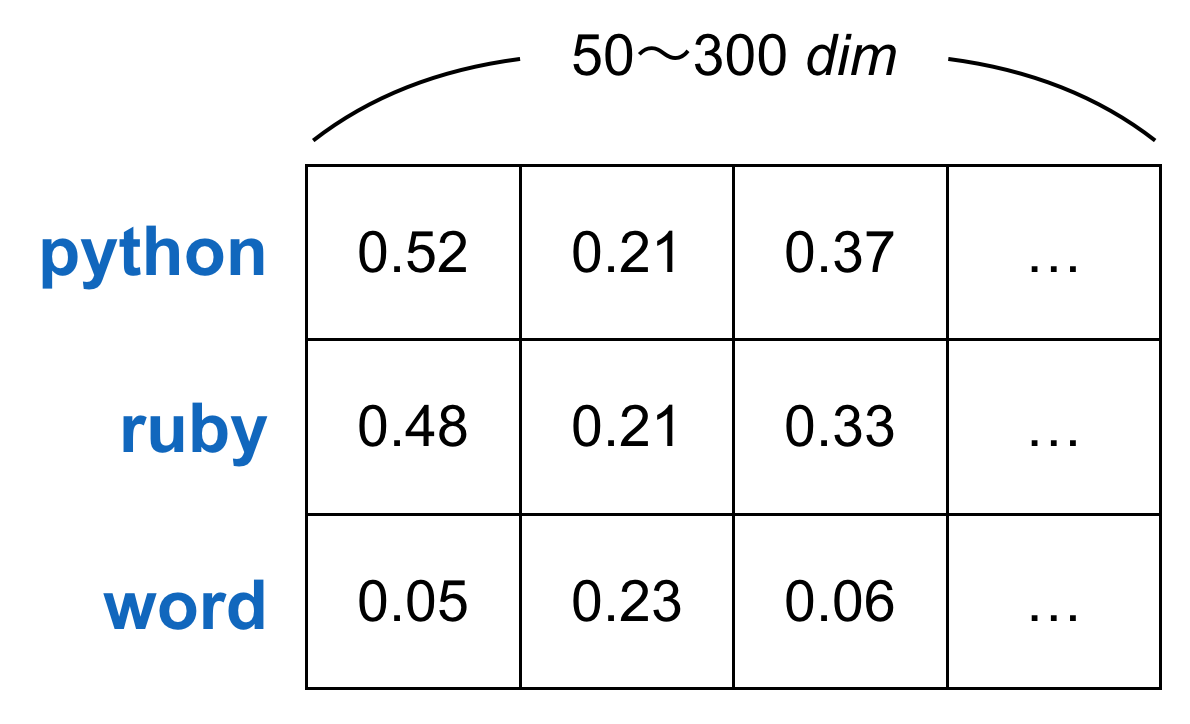 50～300 dim
python 0.52 0.21 0.37 …
ruby 0.48 0.21 0.33 …
word 0.05 0.23 0.06 …